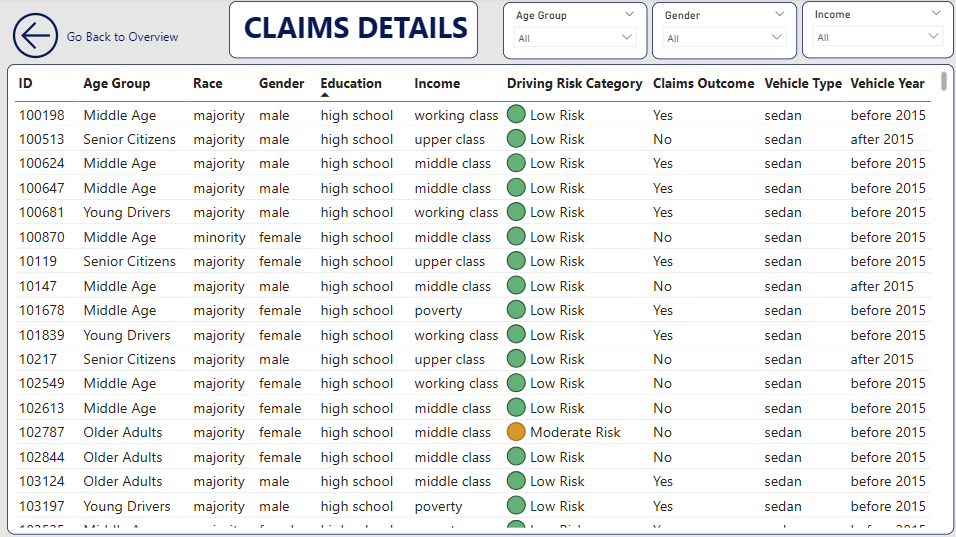 Go Back to Overview
CLAIMS DETAILS
Age Group
All
Gender
All
Income
All
ID Age Group Race Gender Education Income Driving Risk Category Claims Outcome Vehicle Type Vehicle Year
100198 Middle Age majority male high school working class Low Risk Yes sedan before 2015
100513 Senior Citizens majority male high school upper class Low Risk No sedan after 2015
100624 Middle Age majority male high school middle class Low Risk Yes sedan before 2015
100647 Middle Age majority male high school middle class Low Risk Yes sedan before 2015
100681 Young Drivers majority male high school working class Low Risk Yes sedan before 2015
100870 Middle Age minority female high school middle class Low Risk No sedan before 2015
10119 Senior Citizens majority female high school upper class Low Risk Yes sedan before 2015
10147 Middle Age majority female high school middle class Low Risk No sedan after 2015
101678 Middle Age majority female high school poverty Low Risk Yes sedan before 2015
101839 Young Drivers majority female high school working class Low Risk Yes sedan before 2015
10217 Senior Citizens majority male high school upper class Low Risk No sedan after 2015
102549 Middle Age majority female high school working class Low Risk No sedan before 2015
102613 Middle Age majority female high school middle class Low Risk No sedan before 2015
102787 Older Adults majority female high school middle class Moderate Risk No sedan before 2015
102844 Older Adults majority female high school middle class Low Risk No sedan before 2015
103124 Older Adults majority male high school middle class Low Risk Yes sedan before 2015
103197 Young Drivers majority male high school poverty Low Risk Yes sedan before 2015